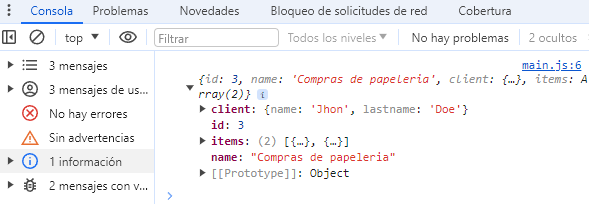 Consola Problemas novedades Bloqueo de solicitudes de red Cobertura
top Filtrar Todos los niveles No hay problemas 2 ocultos
3 mensajes
3 mensajes de us...
No hay errores
Sin advertencias
1 información
2 mensajes con v...
main.js:6
{id: 3, name: 'Compras de papeleria', client: {…}, items: A
rray(2)} i
client: {name: 'Jhon', lastname: 'Doe'}
id: 3
items: (2) [{…}, {…}]
name: "Compras de papeleria"
[[Prototype]]: Object